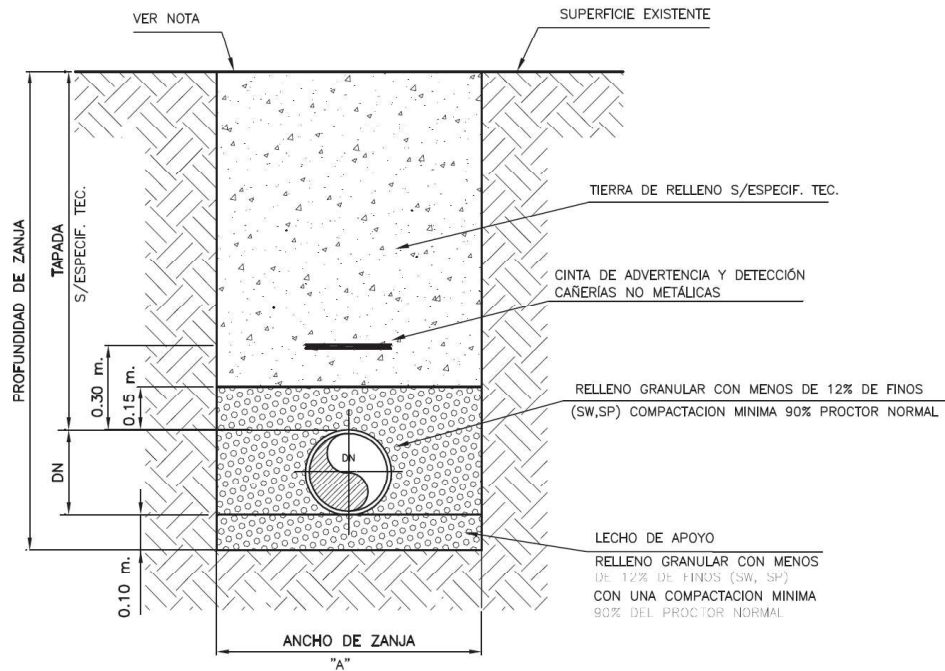 VER NOTA
SUPERFICIE EXISTENTE
PROFUNDIDAD DE ZANJA
TAPADA
S/ESPECIF. TEC.
TIERRA DE RELLENO S/ESPECIF. TEC.
CINTA DE ADVERTENCIA Y DETECCIÓN
CAÑERÍAS NO METÁLICAS
0.30 m.
0.15 m.
RELLENO GRANULAR CON MENOS DE 12% DE FINOS
(SW,SP) COMPACTACION MINIMA 90% PROCTOR NORMAL
DN
DN
LECHO DE APOYO
RELLENO GRANULAR CON MENOS
DE 12% DE FINOS (SW, SP)
CON UNA COMPACTACION MINIMA
90% DEL PROCTOR NORMAL
0.10 m.
ANCHO DE ZANJA
"A"